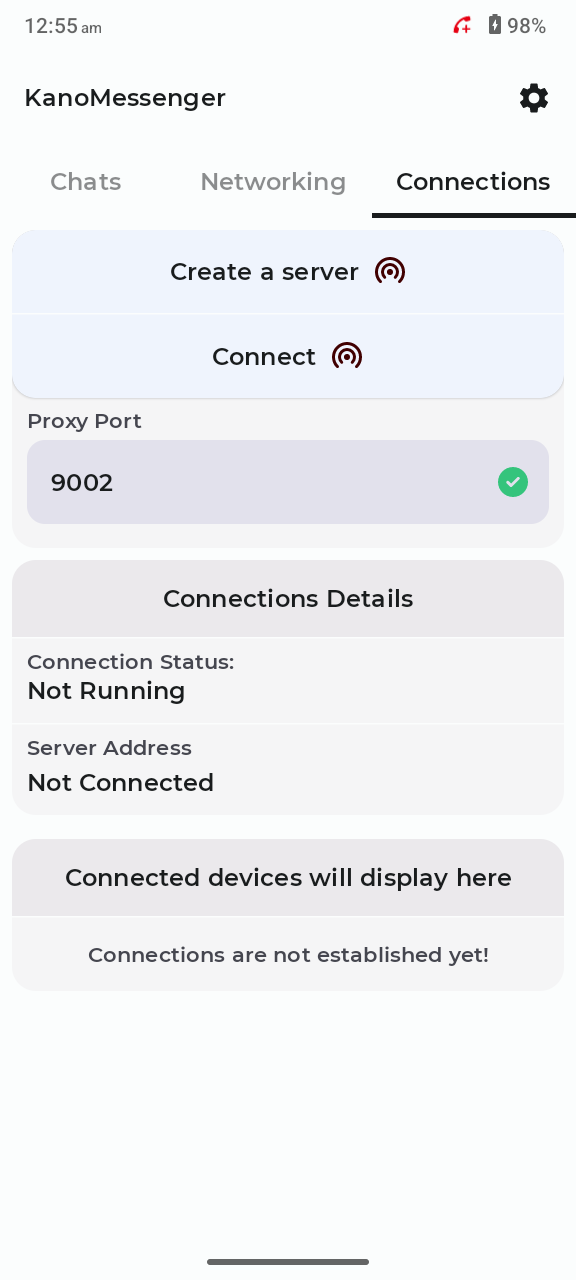 12:55 am
98%
KanoMessenger
Chats
Networking
Connections
Create a server
Connect
Proxy Port
9002
Connections Details
Connection Status:
Not Running
Server Address
Not Connected
Connected devices will display here
Connections are not established yet!